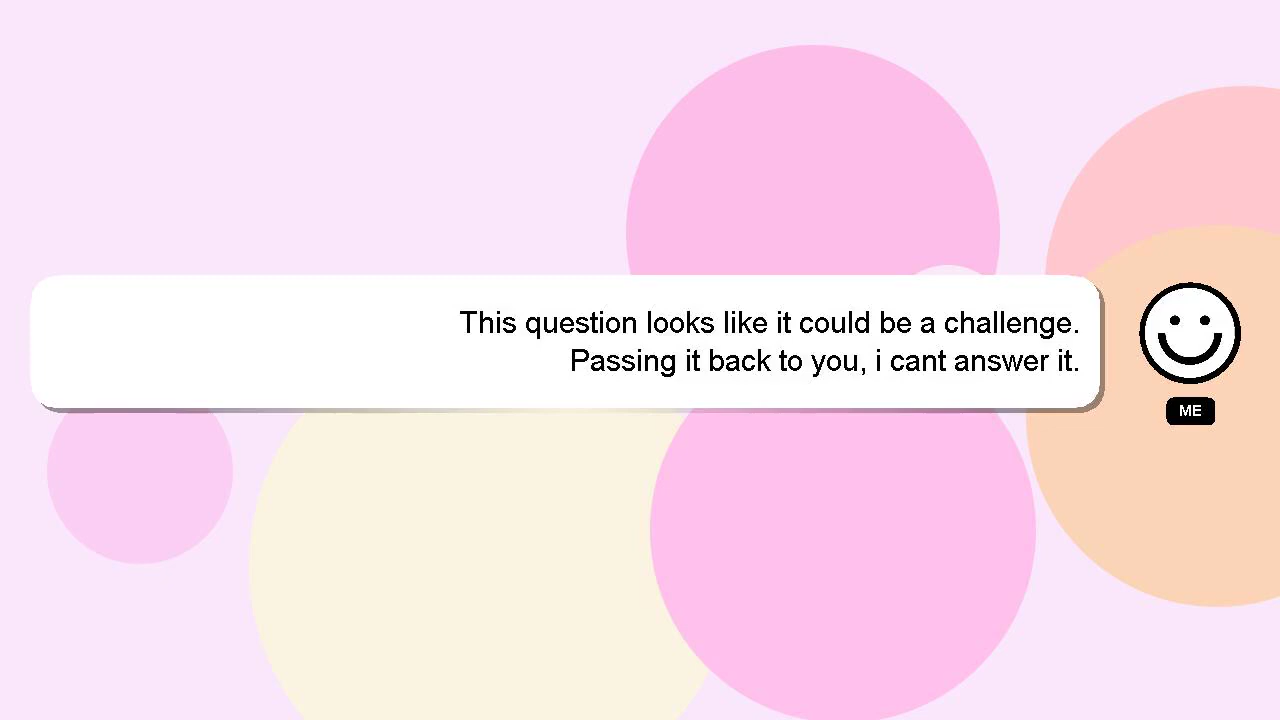 This question looks like it could be a challenge.
Passing it back to you, i cant answer it.
ME